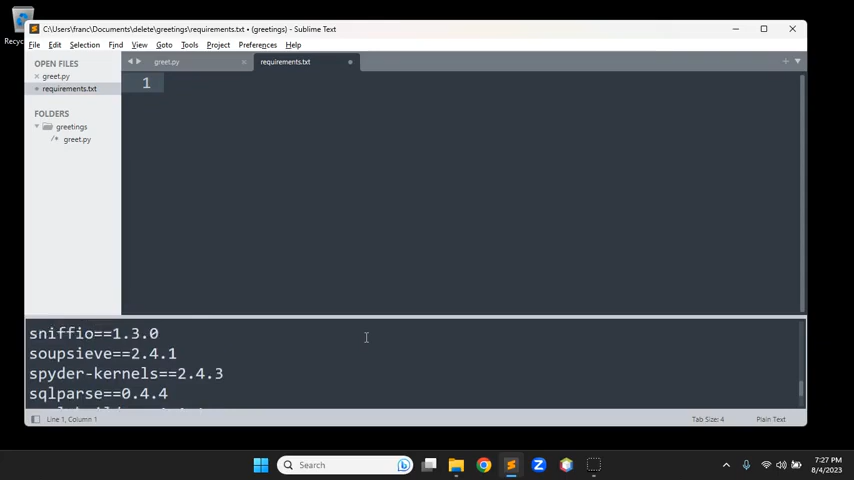 Recyc
C:\Users\franc\Documents\delete\greetings\requirements.txt • (greetings) - Sublime Text
File Edit Selection Find View Goto Tools Project Preferences Help
OPEN FILES
greet.py
requirements.txt
FOLDERS
greetings
/* greet.py
greet.py requirements.txt
1
sniffio==1.3.0
soupsieve==2.4.1
spyder-kernels==2.4.3
sqlparse==0.4.4
Line 1, Column 1
Tab Size: 4
Plain Text
Search
7:27 PM
8/4/2023